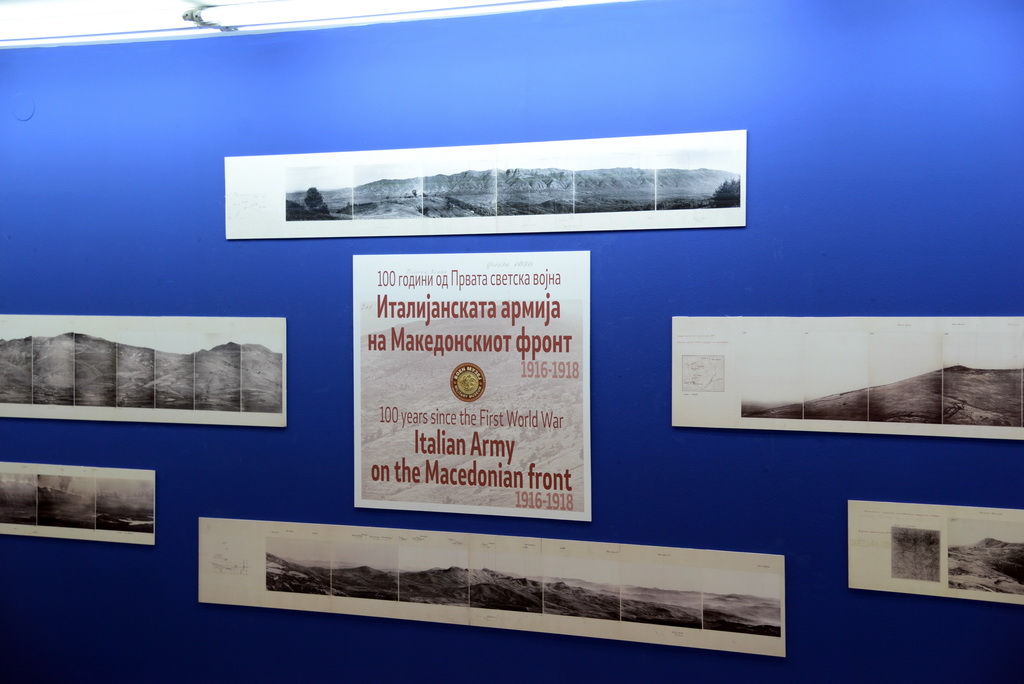 100 години од Првата светска војна
Италијанската армија
на Македонскиот фронт
1916-1918
100 years since the First World War
Italian Army
on the Macedonian front
1916-1918